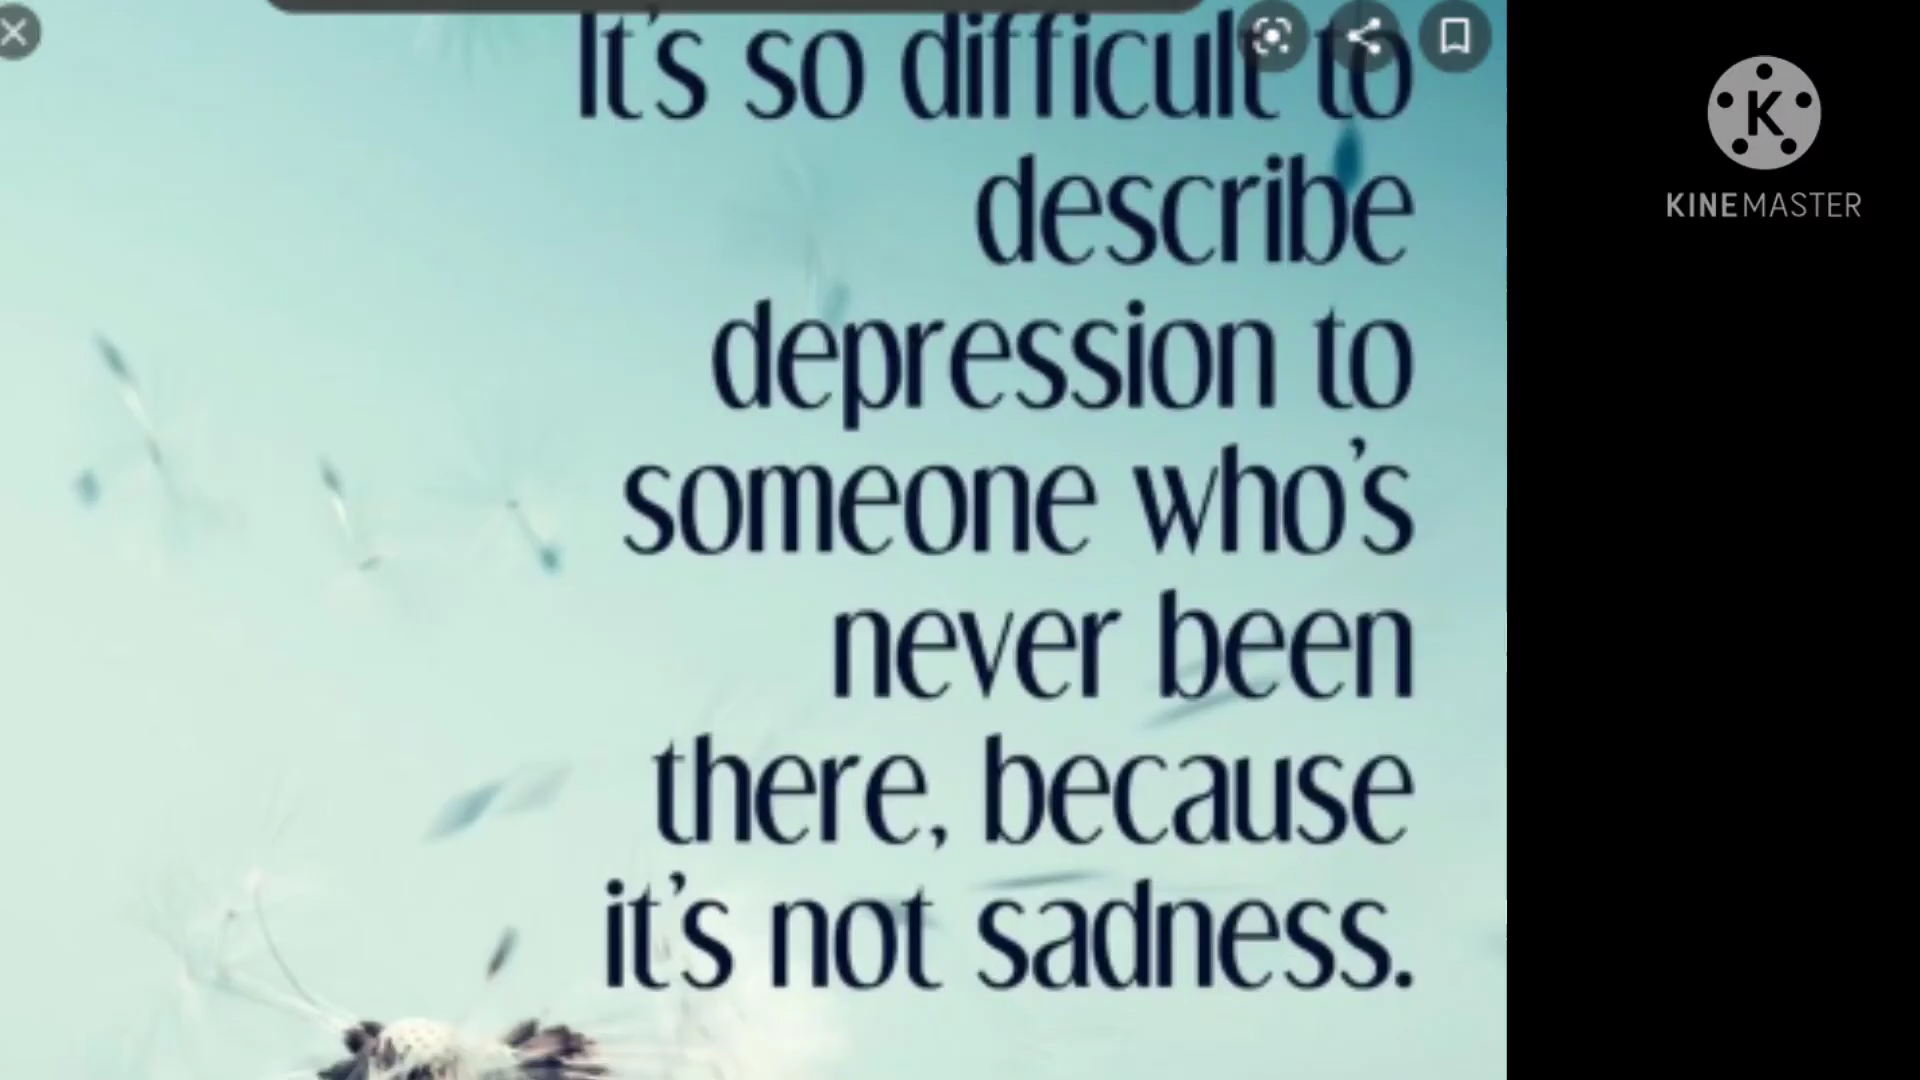 It's so difficult to
describe
depression to
someone who's
never been
there, because
it's not sadness.
K
KINEMASTER